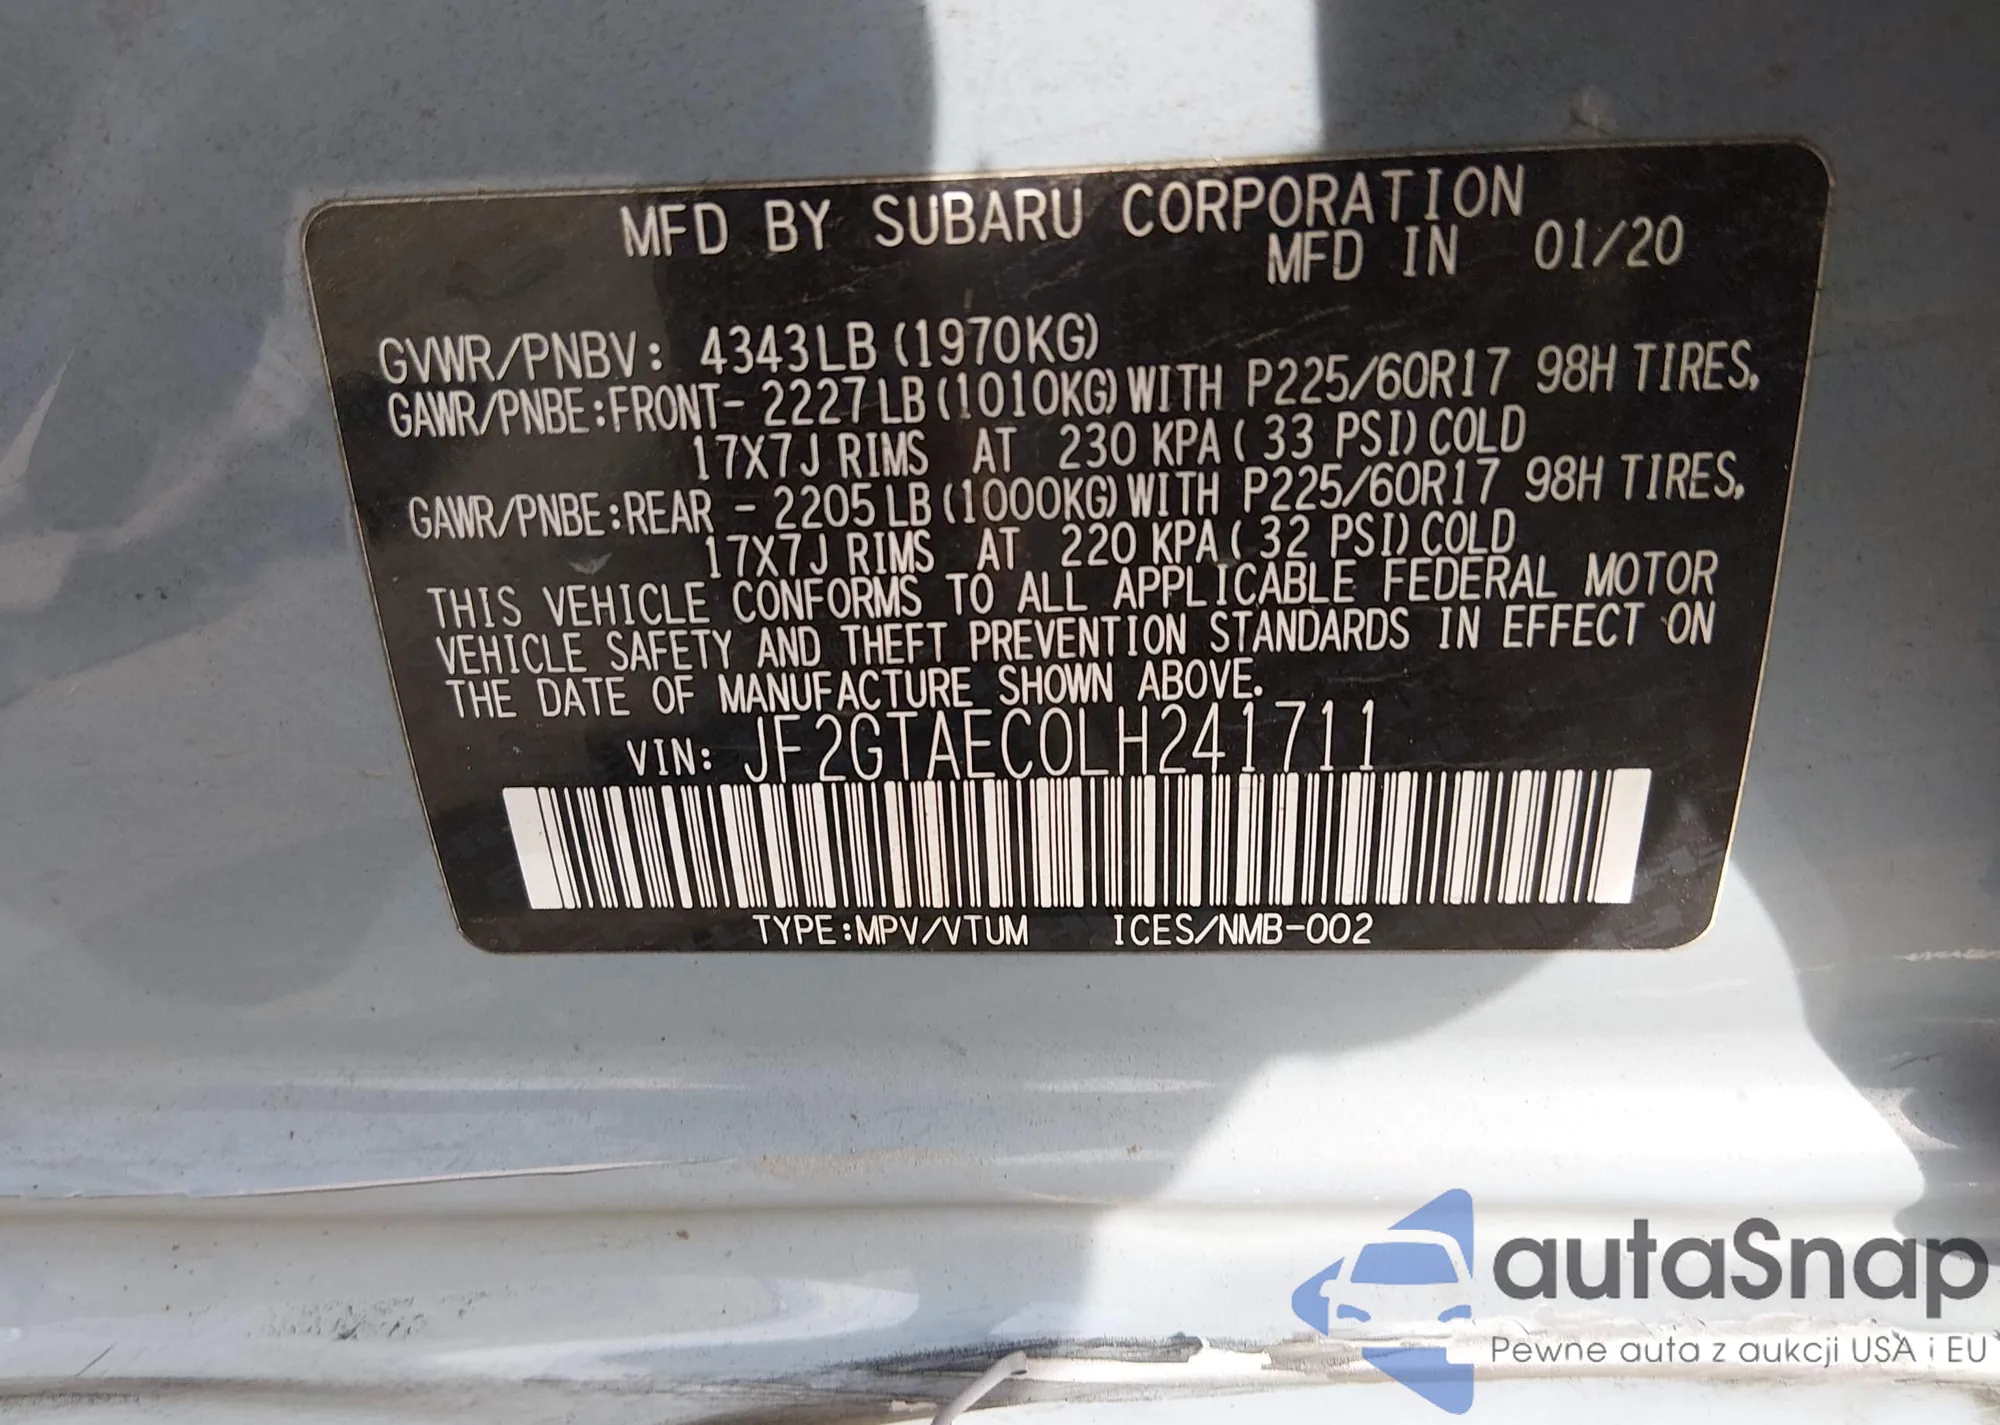 MFD BY SUBARU CORPORATION
MFD IN 01/20
GVWR/PNBV: 4343LB (1970KG)
GAWR/PNBE:FRONT- 2227LB (1010KG) WITH P225/60R17 98H TIRES,
17X7J RIMS AT 230 KPA ( 33 PSI) COLD
GAWR/PNBE:REAR - 2205LB (1000KG) WITH P225/60R17 98H TIRES,
17X7J RIMS AT 220 KPA ( 32 PSI) COLD
THIS VEHICLE CONFORMS TO ALL APPLICABLE FEDERAL MOTOR
VEHICLE SAFETY AND THEFT PREVENTION STANDARDS IN EFFECT ON
THE DATE OF MANUFACTURE SHOWN ABOVE.
VIN: JF2GTAEC0LH241711
TYPE:MPV/VTUM ICES/NMB-002
autaSnap
Pewne auta z aukcji USA i EU